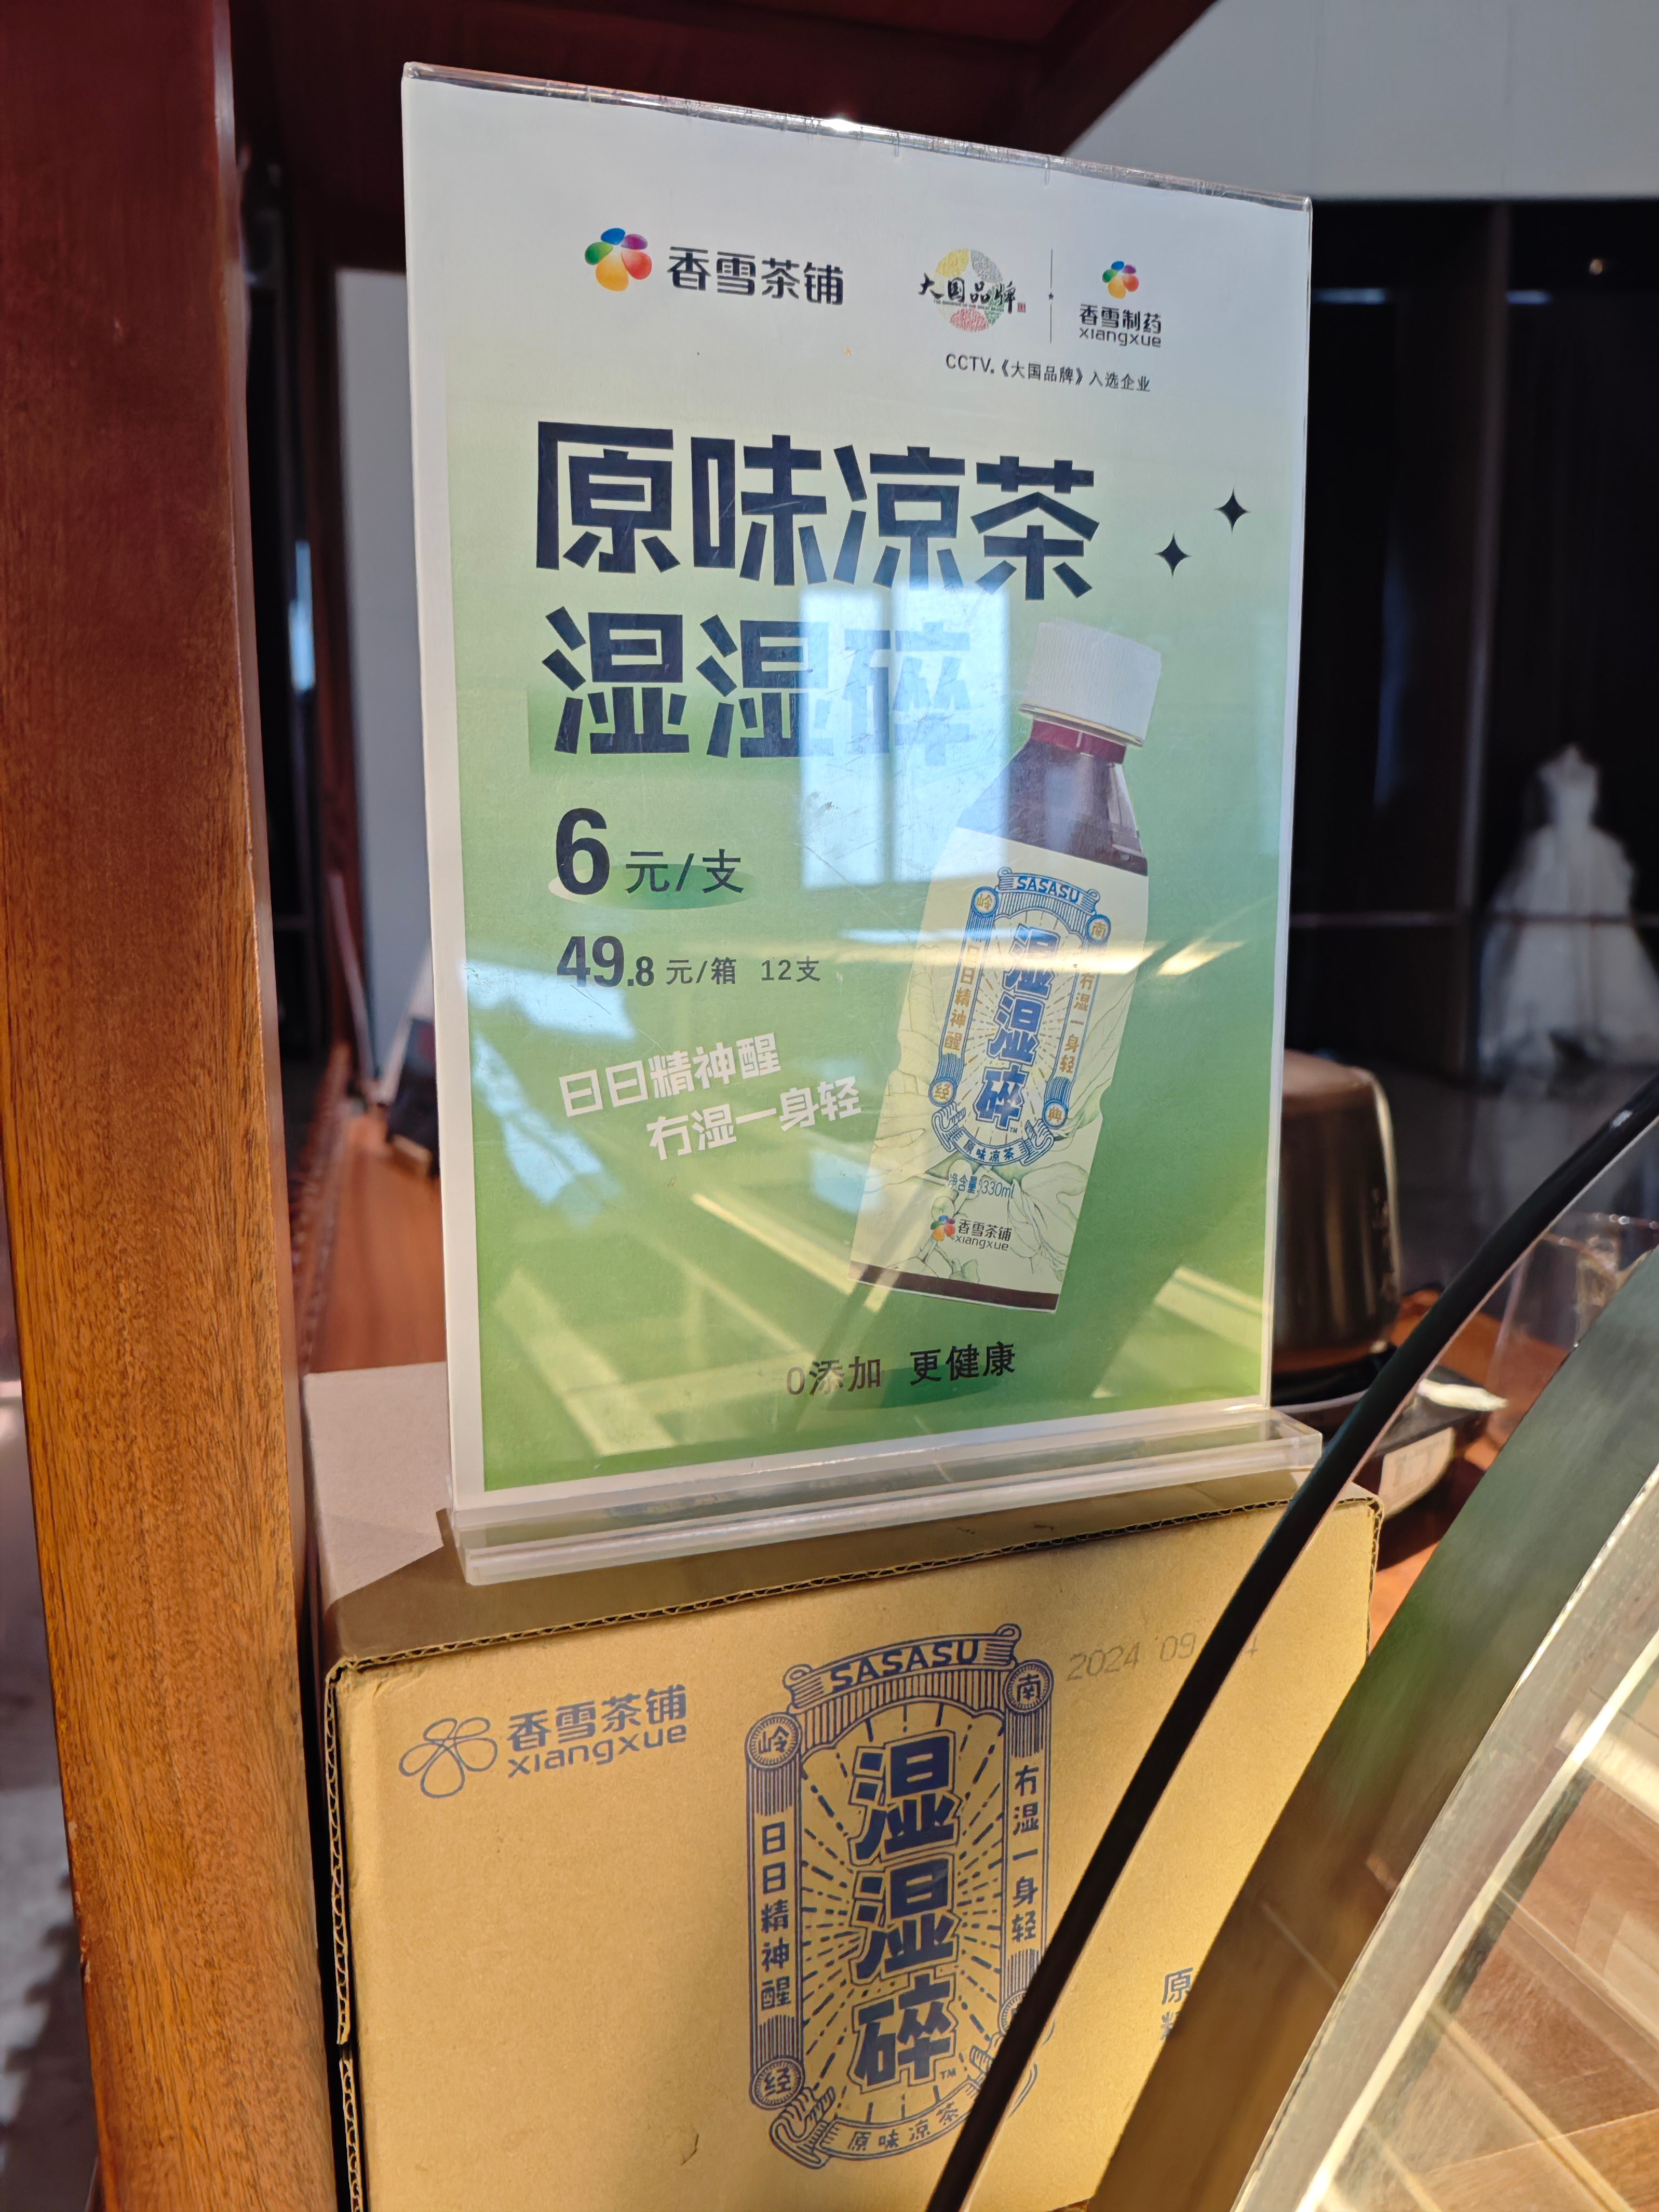 香雪茶铺
大国品牌
香雪制药
xiangxue
CCTV.《大国品牌》入选企业
原味凉茶
湿湿碎
6元/支
49.8元/箱 12支
日日精神醒
冇湿一身轻
SASASU
岭南
湿湿碎™
日日精神醒
冇湿一身轻
经典
原味凉茶
净含量:330ml
香雪茶铺
xiangxue
0添加 更健康
香雪茶铺
xiangxue
SASASU
2024 09
岭南
湿湿碎™
日日精神醒
冇湿一身轻
经
原味凉茶
原